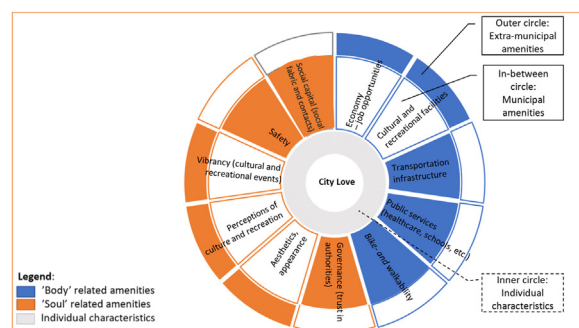 Outer circle:
Extra-municipal
amenities
In-between
circle:
Municipal
amenities
Social capital (social
fabric and contacts)
Economy
– job opportunities
Cultural and
recreational facilities
Safety
Transportation
infrastructure
Vibrancy (cultural and
recreational events)
City Love
Public services
(healthcare, schools, etc.)
Perceptions of
culture and recreation
Bike- and walkability
Aesthetics,
appearance
Governance (trust in
authorities)
Inner circle:
Individual
characteristics
Legend:
'Body' related amenities
'Soul' related amenities
Individual characteristics